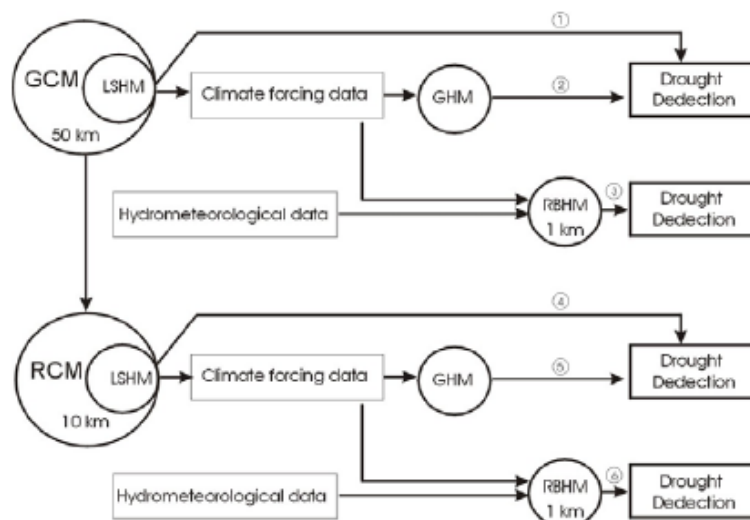 ①
GCM
LSHM
50 km
Climate forcing data
GHM
②
Drought
Dedection
Hydrometeorological data
RBHM
1 km
③
Drought
Dedection
④
RCM
LSHM
10 km
Climate forcing data
GHM
⑤
Drought
Dedection
Hydrometeorological data
RBHM
1 km
⑥
Drought
Dedection